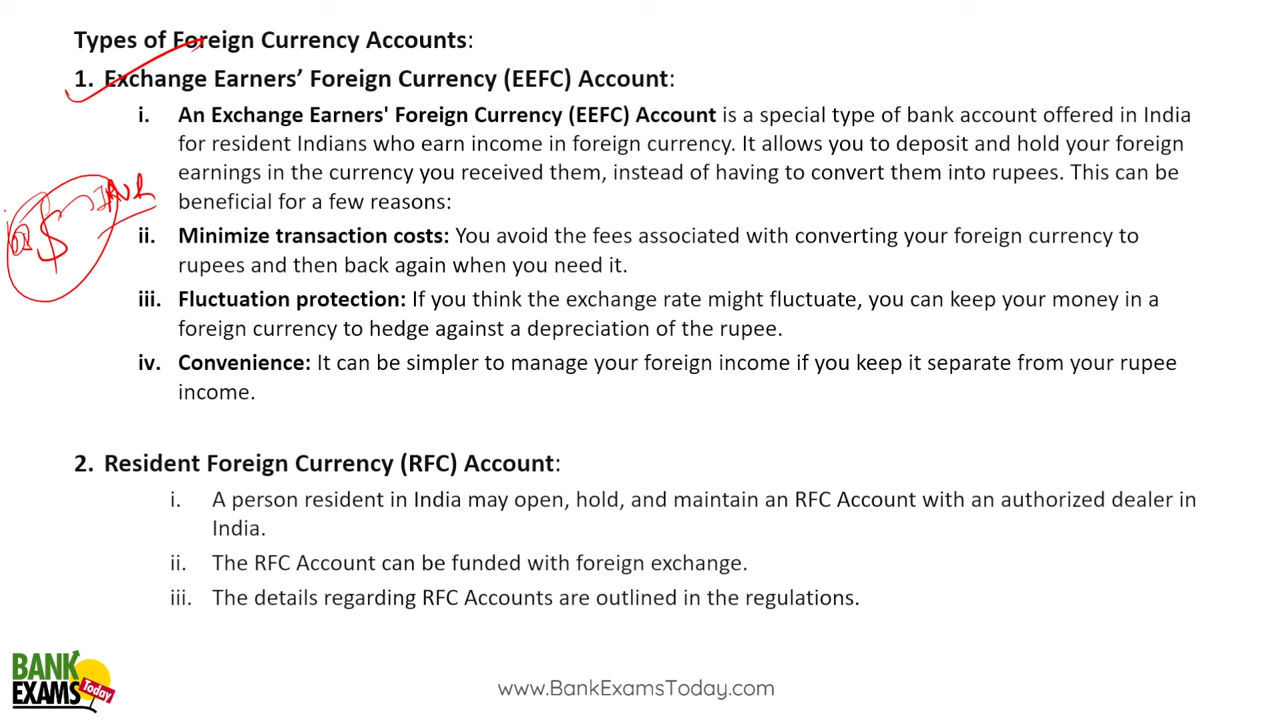 Types of Foreign Currency Accounts:
1. Exchange Earners’ Foreign Currency (EEFC) Account:
i. An Exchange Earners' Foreign Currency (EEFC) Account is a special type of bank account offered in India
for resident Indians who earn income in foreign currency. It allows you to deposit and hold your foreign
earnings in the currency you received them, instead of having to convert them into rupees. This can be
beneficial for a few reasons:
ii. Minimize transaction costs: You avoid the fees associated with converting your foreign currency to
rupees and then back again when you need it.
iii. Fluctuation protection: If you think the exchange rate might fluctuate, you can keep your money in a
foreign currency to hedge against a depreciation of the rupee.
iv. Convenience: It can be simpler to manage your foreign income if you keep it separate from your rupee
income.
$
2. Resident Foreign Currency (RFC) Account:
i. A person resident in India may open, hold, and maintain an RFC Account with an authorized dealer in
India.
ii. The RFC Account can be funded with foreign exchange.
iii. The details regarding RFC Accounts are outlined in the regulations.
BANK
EXAMS
Today
www.BankExamsToday.com